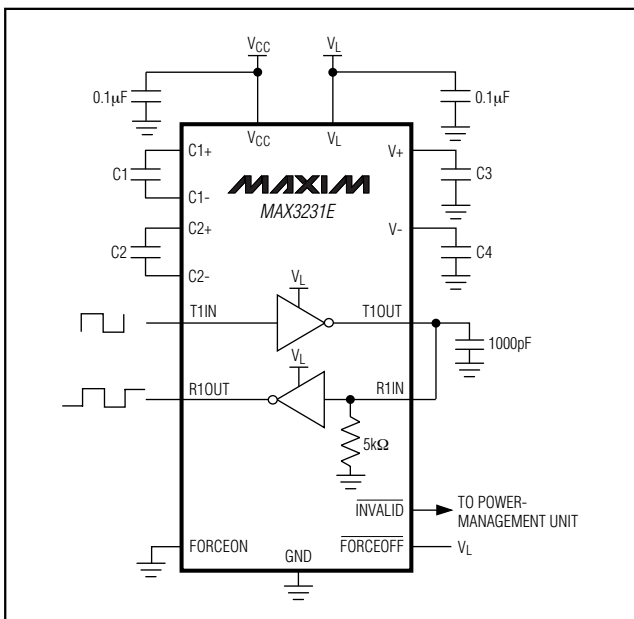 VCC VL
0.1µF 0.1µF
VCC VL
C1+ V+
C1 C3
C1-
MAXIM
MAX3231E
C2+ V-
C2 C4
C2-
VL
T1IN T1OUT
1000pF
VL
R1OUT R1IN
5kΩ
INVALID TO POWER-
MANAGEMENT UNIT
FORCEON FORCEOFF VL
GND